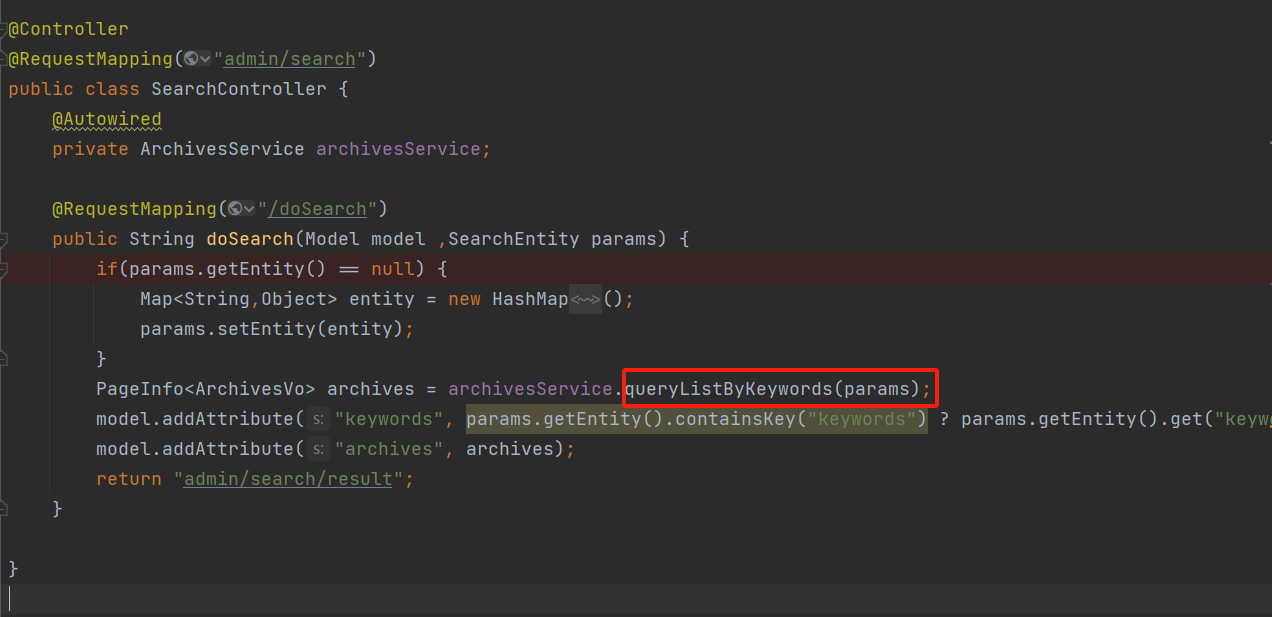 @Controller
@RequestMapping("admin/search")
public class SearchController {
@Autowired
private ArchivesService archivesService;
@RequestMapping("/doSearch")
public String doSearch(Model model ,SearchEntity params) {
if(params.getEntity() == null) {
Map<String,Object> entity = new HashMap<~>();
params.setEntity(entity);
}
PageInfo<ArchivesVo> archives = archivesService.queryListByKeywords(params);
model.addAttribute( s: "keywords", params.getEntity().containsKey("keywords") ? params.getEntity().get("keyw
model.addAttribute( s: "archives", archives);
return "admin/search/result";
}
}